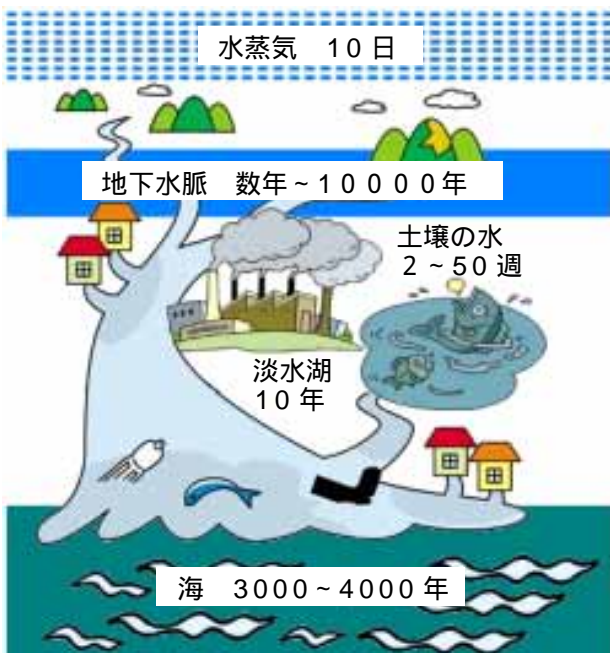 水蒸気　10日
地下水脈　数年～１００００年
土壌の水
２～50週
淡水湖
10年
海　3000～4000年